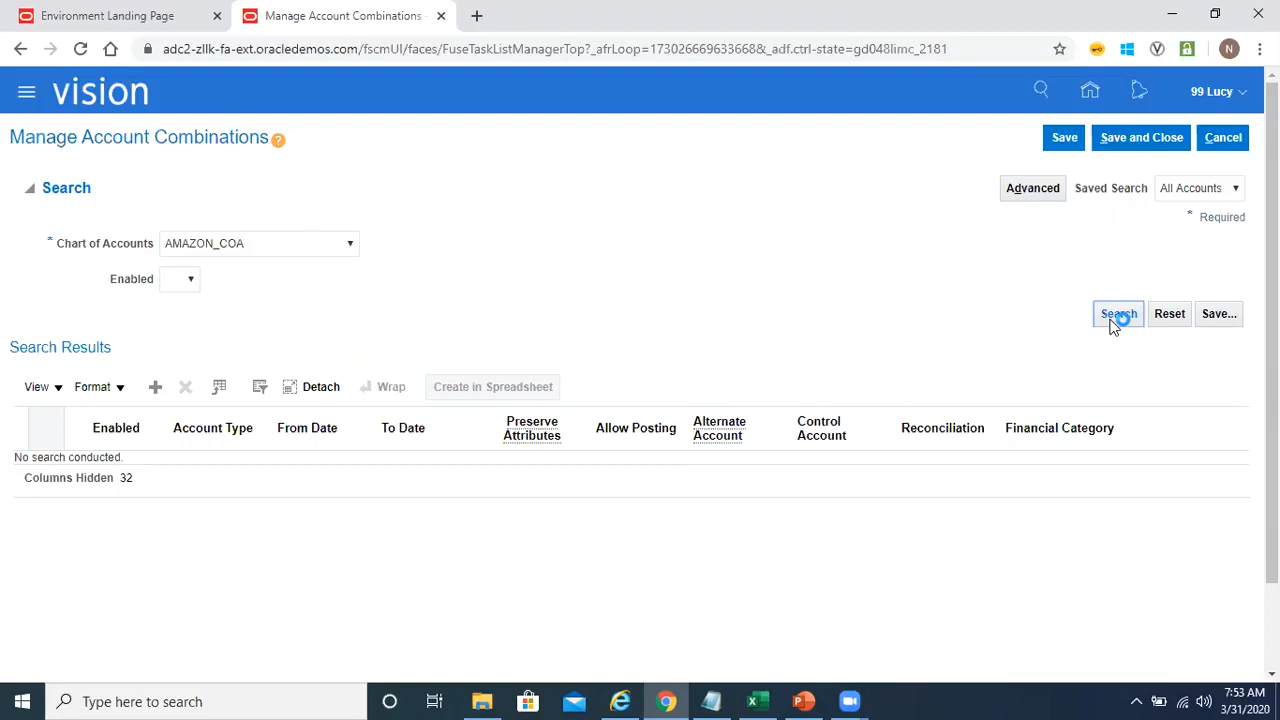 Environment Landing Page
Manage Account Combinations
adc2-zllk-fa-ext.oracledemos.com/fscmUI/faces/FuseTaskListManagerTop?_afrLoop=173026669633668&_adf.ctrl-state=gd048limc_2181
N
vision
99 Lucy
Manage Account Combinations
Save
Save and Close
Cancel
Search
Advanced
Saved Search
All Accounts
* Required
* Chart of Accounts
AMAZON_COA
Enabled
Search
Reset
Save...
Search Results
View
Format
Detach
Wrap
Create in Spreadsheet
Enabled
Account Type
From Date
To Date
Preserve Attributes
Allow Posting
Alternate Account
Control Account
Reconciliation
Financial Category
No search conducted.
Columns Hidden 32
Type here to search
7:53 AM
3/31/2020